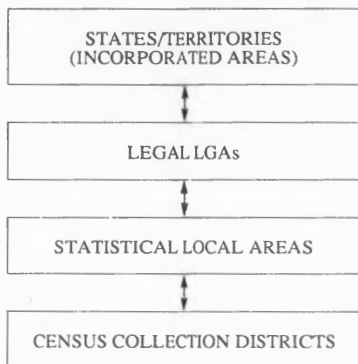 STATES/TERRITORIES
(INCORPORATED AREAS)
LEGAL LGAs
STATISTICAL LOCAL AREAS
CENSUS COLLECTION DISTRICTS